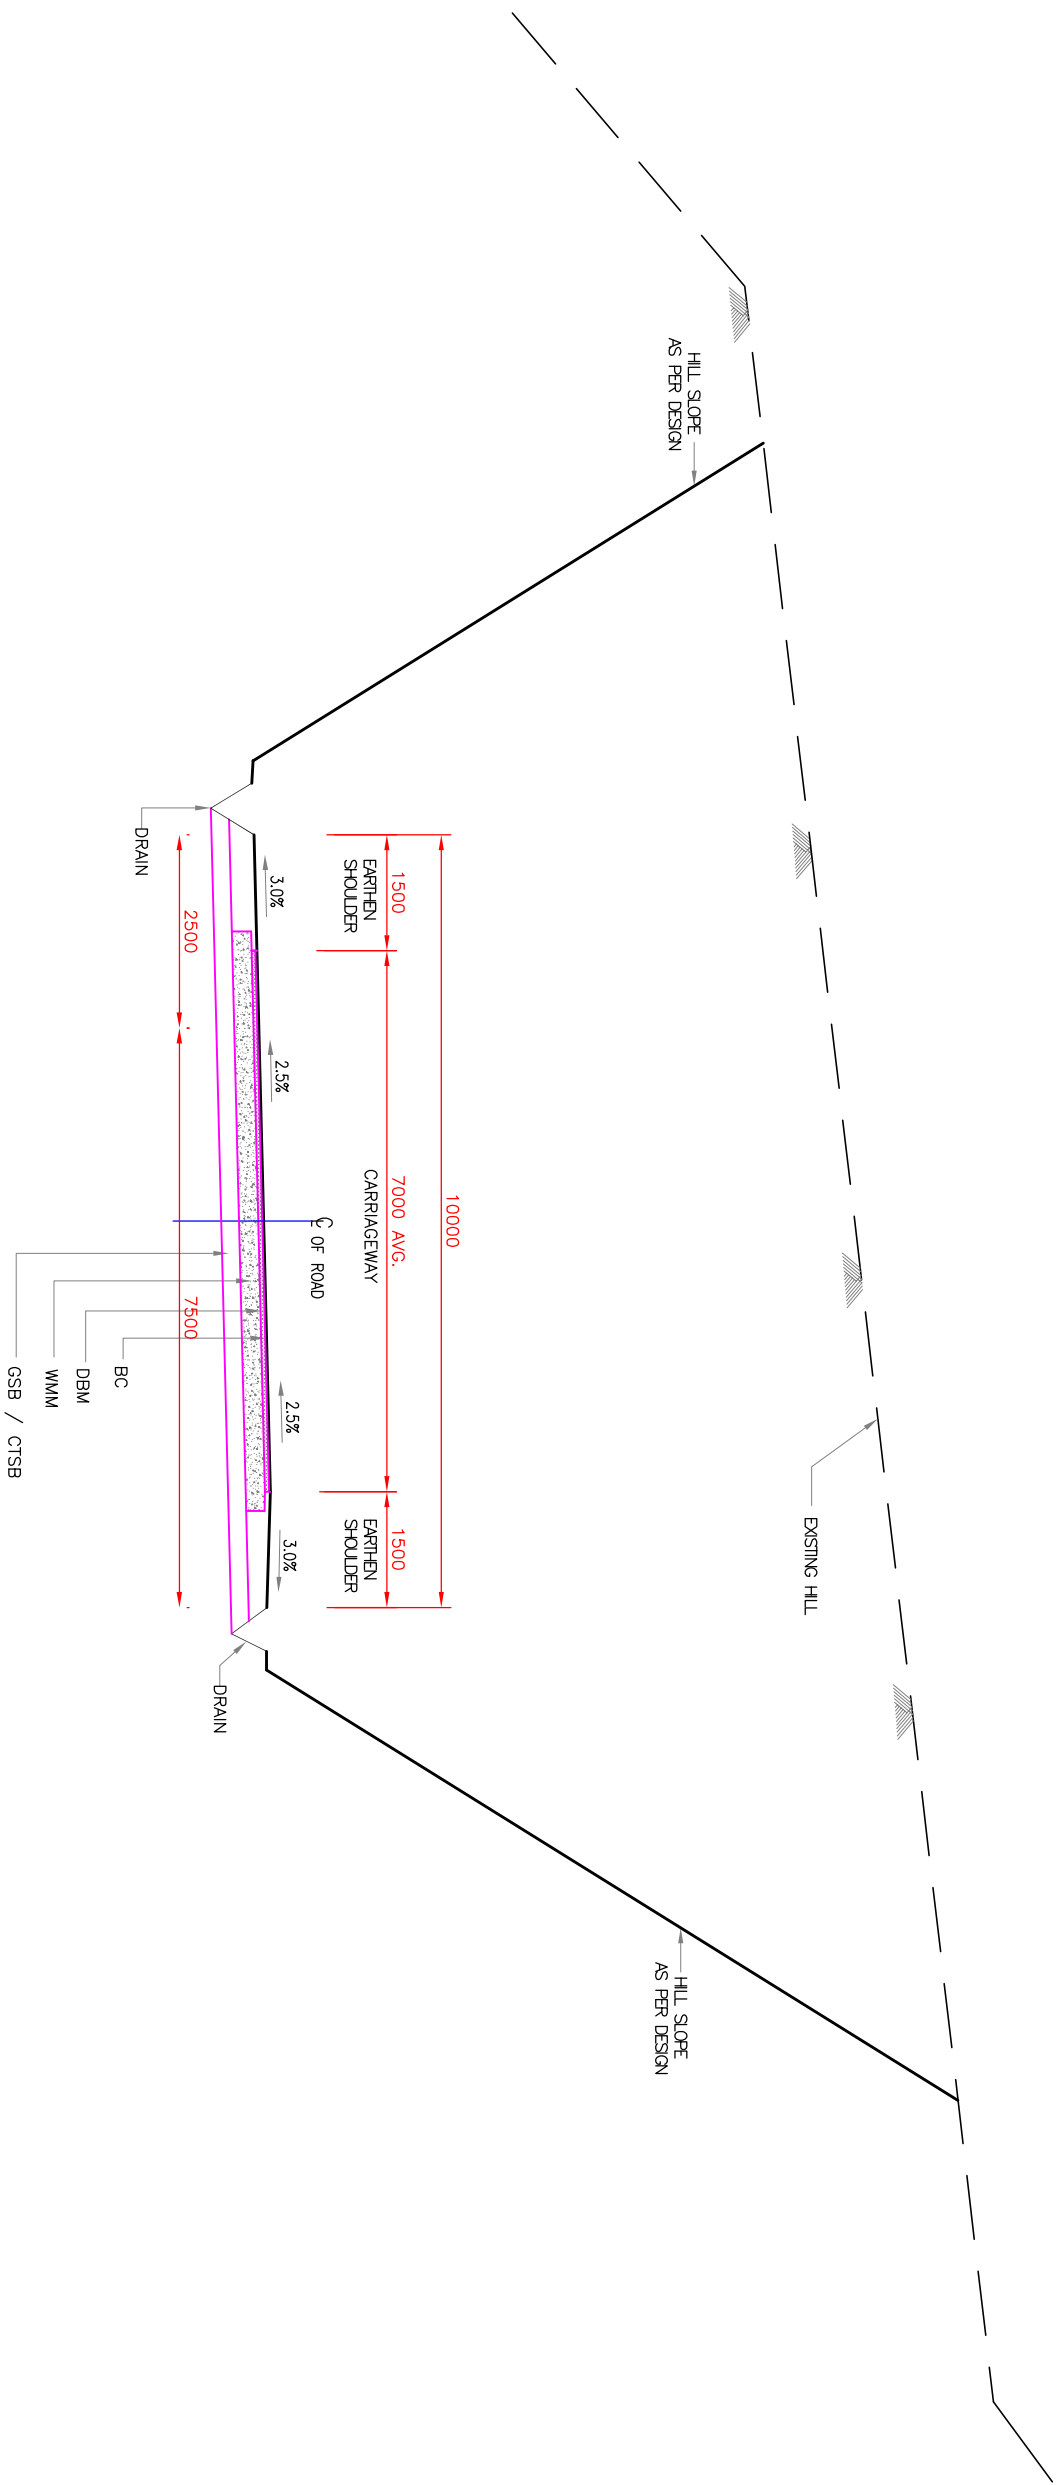 EXISTING HILL
HILL SLOPE
AS PER DESIGN
HILL SLOPE
AS PER DESIGN
10000
1500
7000 AVG.
1500
EARTHEN
SHOULDER
CARRIAGEWAY
EARTHEN
SHOULDER
℄ OF ROAD
3.0%
2.5%
2.5%
3.0%
DRAIN
DRAIN
2500
7500
BC
DBM
WMM
GSB / CTSB